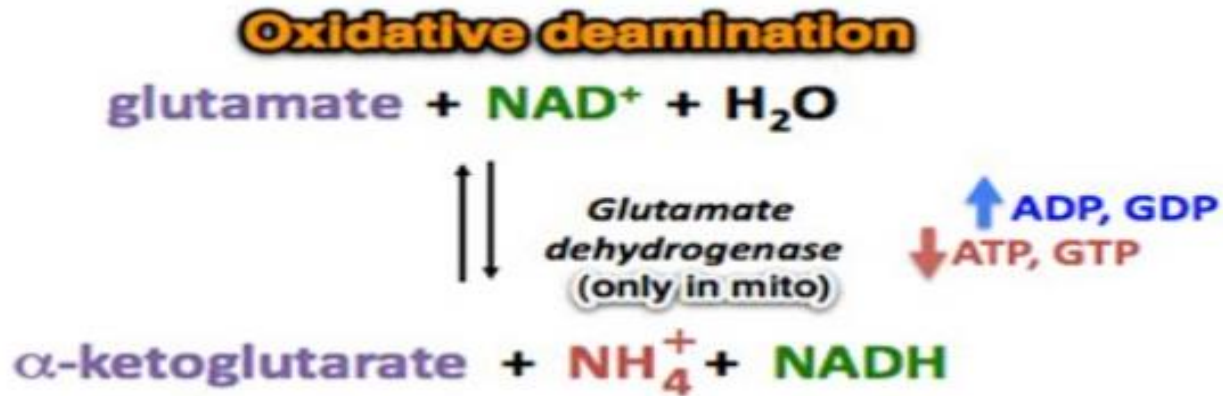 Oxidative deamination
glutamate + NAD⁺ + H₂O
Glutamate
dehydrogenase
(only in mito)
ADP, GDP
ATP, GTP
α-ketoglutarate + NH₄⁺ + NADH